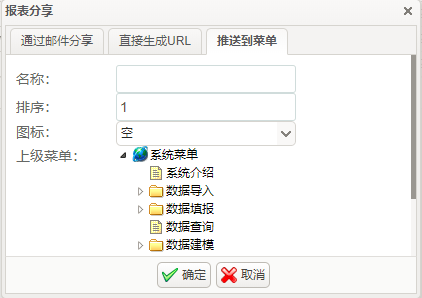 报表分享
通过邮件分享 直接生成URL 推送到菜单
名称:
排序: 1
图标: 空
上级菜单: 系统菜单
系统介绍
数据导入
数据填报
数据查询
数据建模
确定 取消